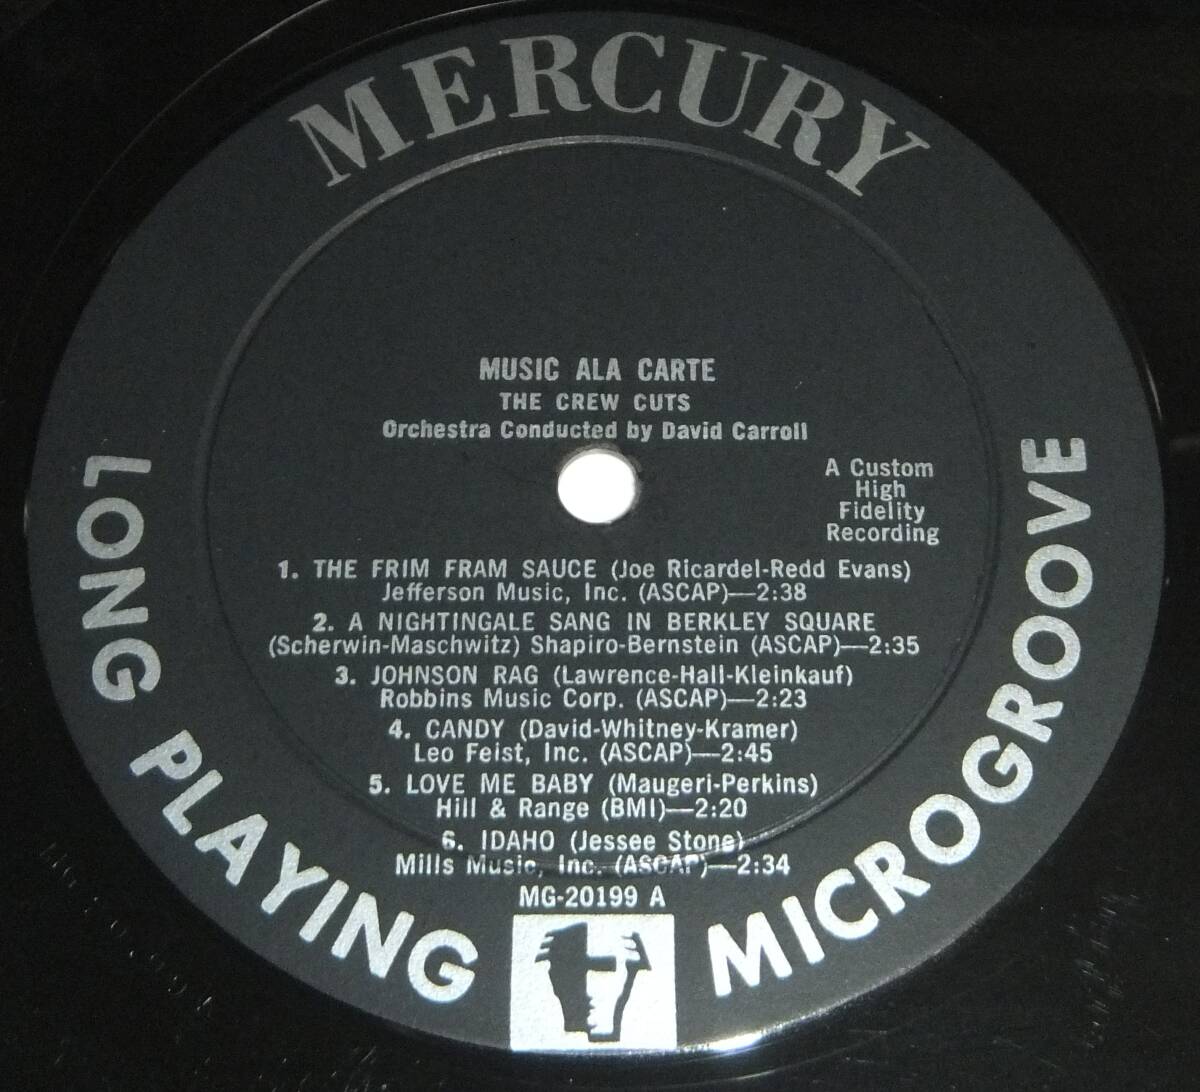 MERCURY
MUSIC ALA CARTE
THE CREW CUTS
Orchestra Conducted by David Carroll
A Custom
High
Fidelity
Recording
1. THE FRIM FRAM SAUCE (Joe Ricardel-Redd Evans)
Jefferson Music, Inc. (ASCAP)—2:38
2. A NIGHTINGALE SANG IN BERKLEY SQUARE
(Scherwin-Maschwitz) Shapiro-Bernstein (ASCAP)—2:35
3. JOHNSON RAG (Lawrence-Hall-Kleinkauf)
Robbins Music Corp. (ASCAP)—2:23
4. CANDY (David-Whitney-Kramer)
Leo Feist, Inc. (ASCAP)—2:45
5. LOVE ME BABY (Maugeri-Perkins)
Hill & Range (BMI)—2:20
6. IDAHO (Jessee Stone)
Mills Music, Inc. (ASCAP)—2:34
MG-20199 A
LONG PLAYING
MICROGROOVE